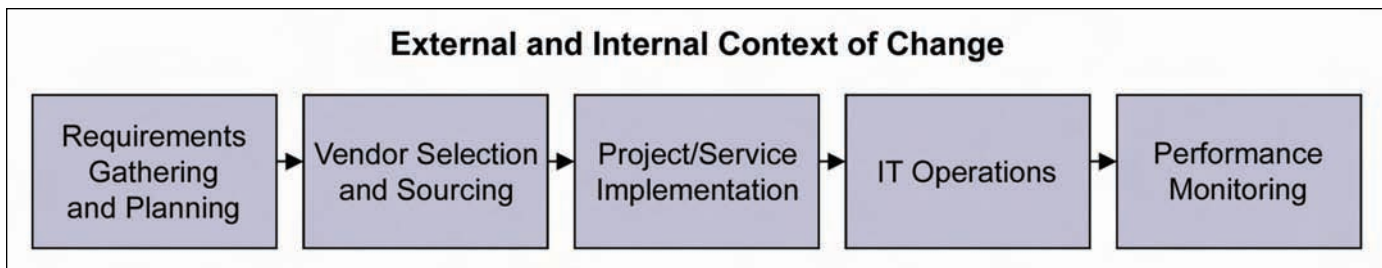 External and Internal Context of Change
Requirements
Gathering
and Planning
Vendor Selection
and Sourcing
Project/Service
Implementation
IT Operations
Performance
Monitoring